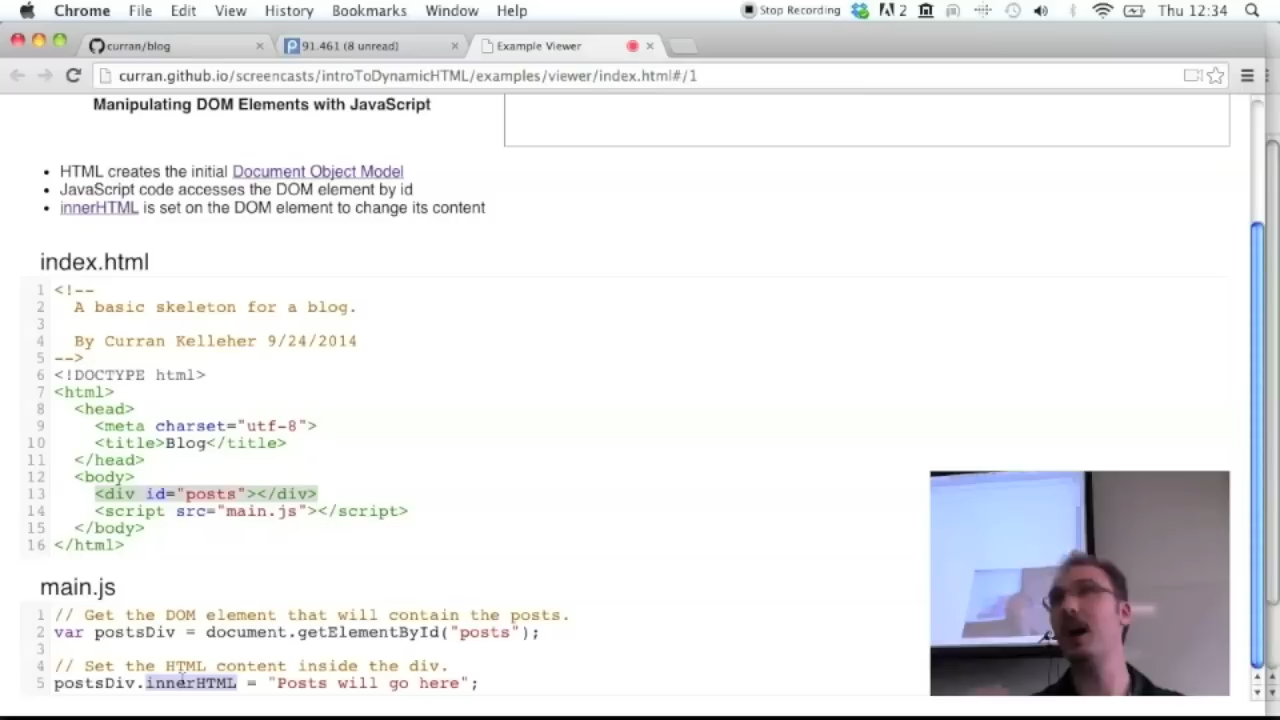 Chrome File Edit View History Bookmarks Window Help Stop Recording 2 Thu 12:34
curran/blog 91.461 (8 unread) Example Viewer
curran.github.io/screencasts/introToDynamicHTML/examples/viewer/index.html#/1
Manipulating DOM Elements with JavaScript
• HTML creates the initial Document Object Model
• JavaScript code accesses the DOM element by id
• innerHTML is set on the DOM element to change its content
index.html
1 <!--
2   A basic skeleton for a blog.
3
4   By Curran Kelleher 9/24/2014
5 -->
6 <!DOCTYPE html>
7 <html>
8   <head>
9     <meta charset="utf-8">
10     <title>Blog</title>
11   </head>
12   <body>
13     <div id="posts"></div>
14     <script src="main.js"></script>
15   </body>
16 </html>
main.js
1 // Get the DOM element that will contain the posts.
2 var postsDiv = document.getElementById("posts");
3
4 // Set the HTML content inside the div.
5 postsDiv.innerHTML = "Posts will go here";